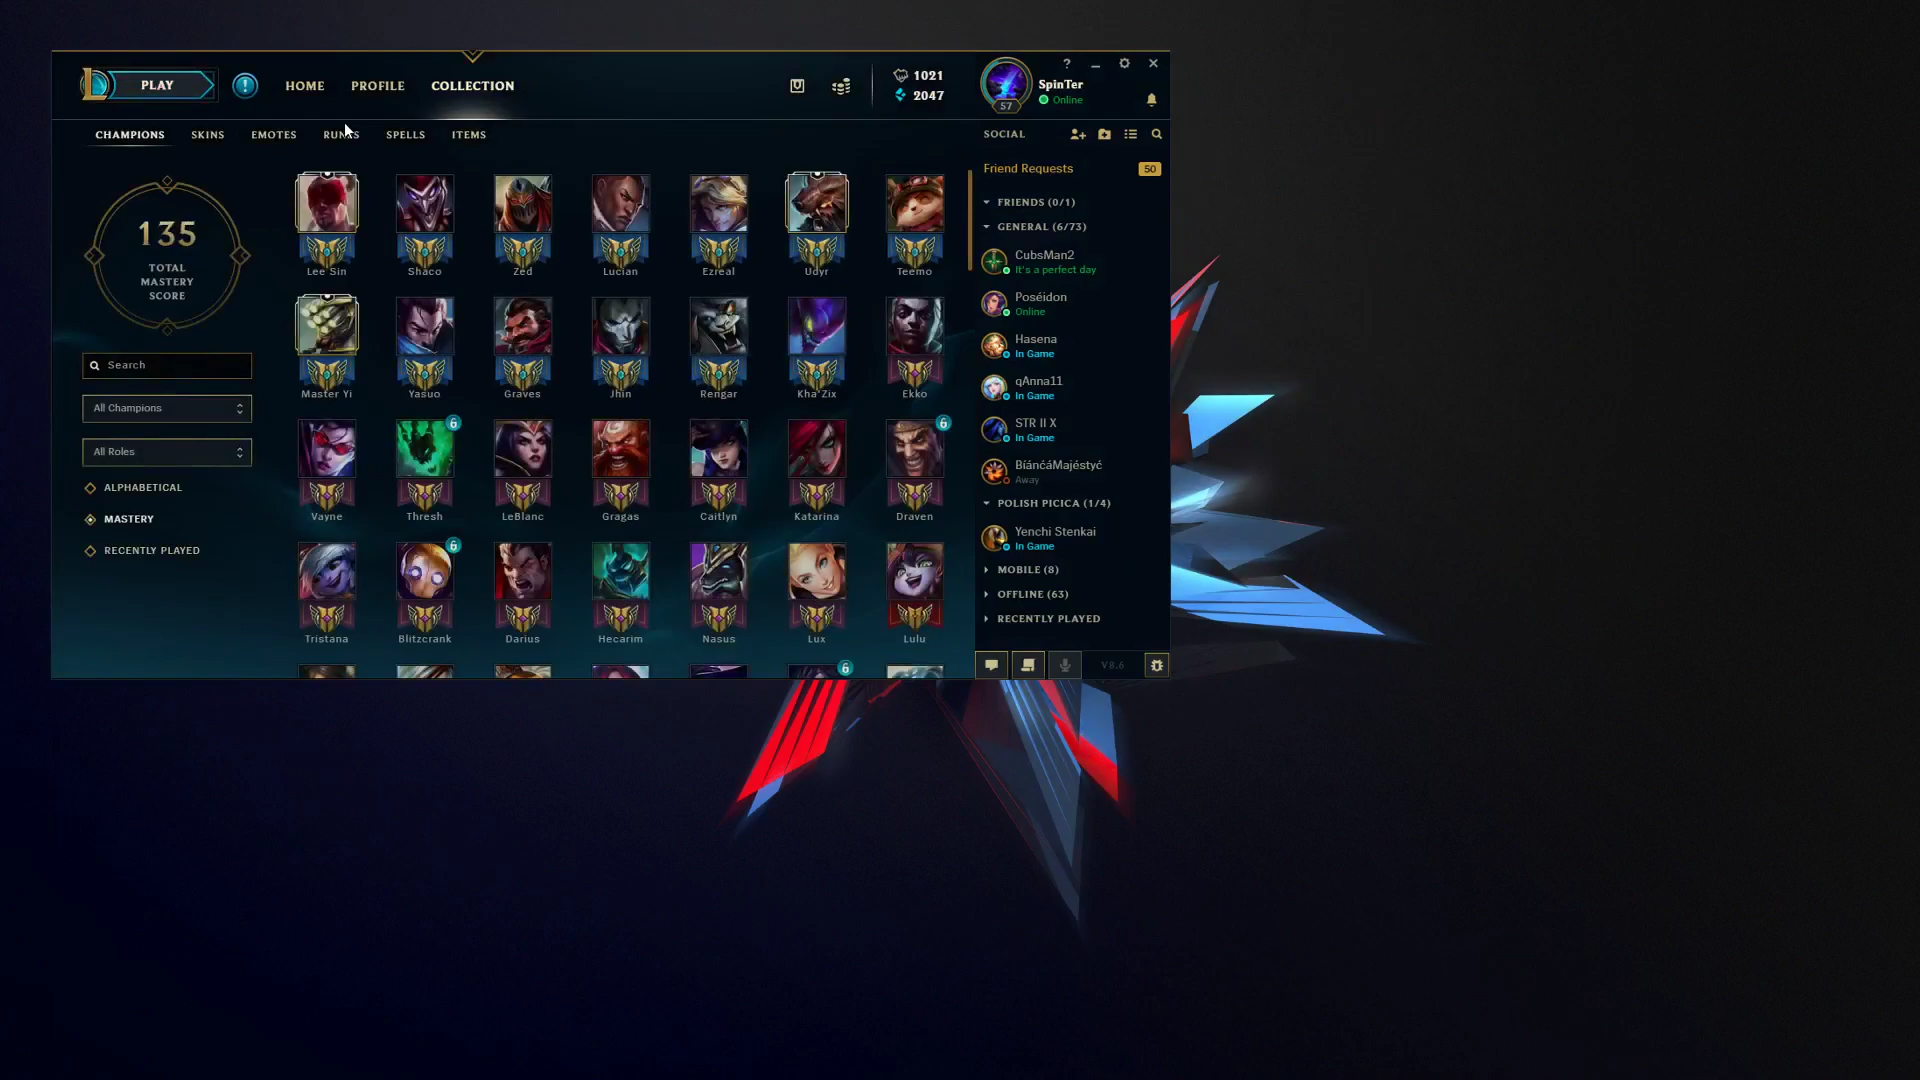 PLAY
HOME
PROFILE
COLLECTION
1021
2047
57
?
SpinTer
Online
CHAMPIONS
SKINS
EMOTES
RUNES
SPELLS
ITEMS
135
TOTAL
MASTERY
SCORE
Search
All Champions
All Roles
ALPHABETICAL
MASTERY
RECENTLY PLAYED
Lee Sin
Shaco
Zed
Lucian
Ezreal
Udyr
Teemo
Master Yi
Yasuo
Graves
Jhin
Rengar
Kha'Zix
Ekko
6
6
Vayne
Thresh
LeBlanc
Gragas
Caitlyn
Katarina
Draven
6
Tristana
Blitzcrank
Darius
Hecarim
Nasus
Lux
Lulu
6
SOCIAL
Friend Requests
50
FRIENDS (0/1)
GENERAL (6/73)
CubsMan2
It's a perfect day
Poséidon
Online
Hasena
In Game
qAnna11
In Game
STR II X
In Game
BíáncáMajéstyć
Away
POLISH PICICA (1/4)
Yenchi Stenkai
In Game
MOBILE (8)
OFFLINE (63)
RECENTLY PLAYED
V8.6